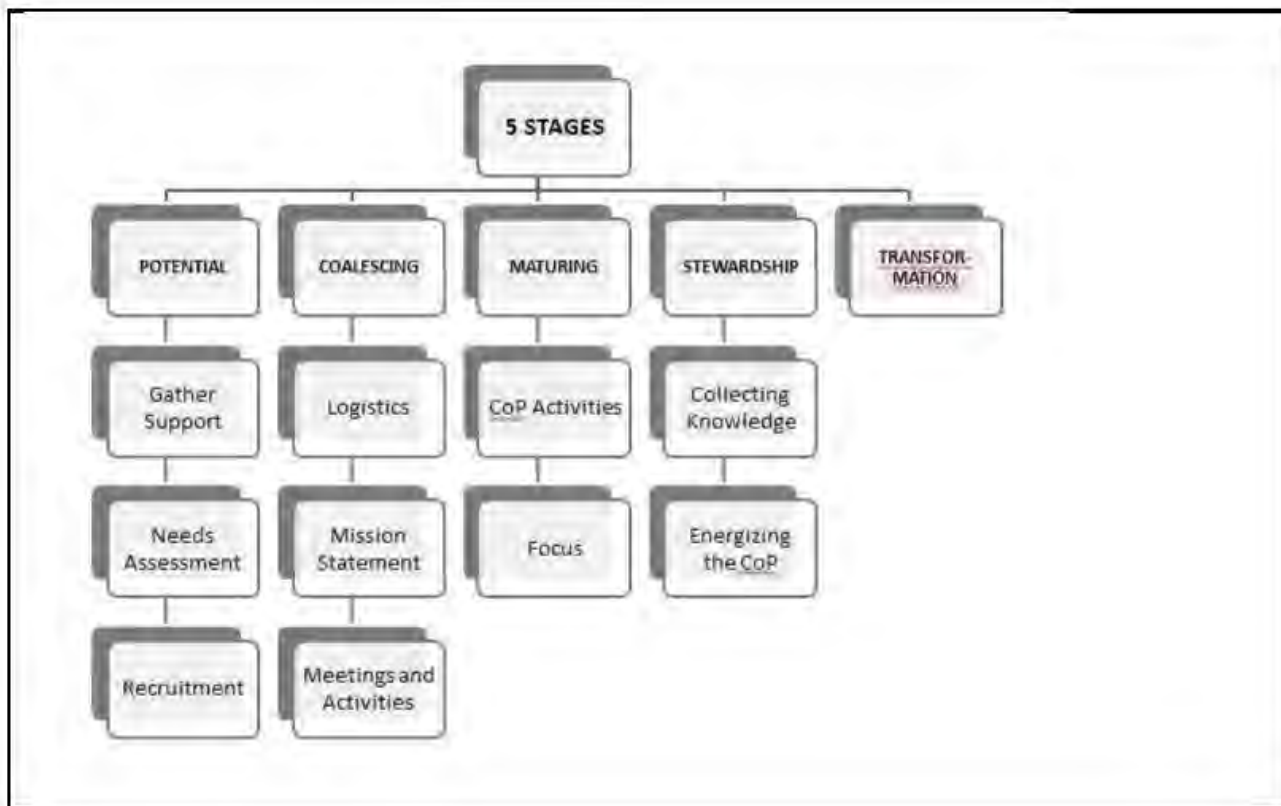 5 STAGES
POTENTIAL
COALESCING
MATURING
STEWARDSHIP
TRANSFOR-
MATION
Gather
Support
Logistics
CoP Activities
Collecting
Knowledge
Needs
Assessment
Mission
Statement
Focus
Energizing
the CoP
Recruitment
Meetings and
Activities